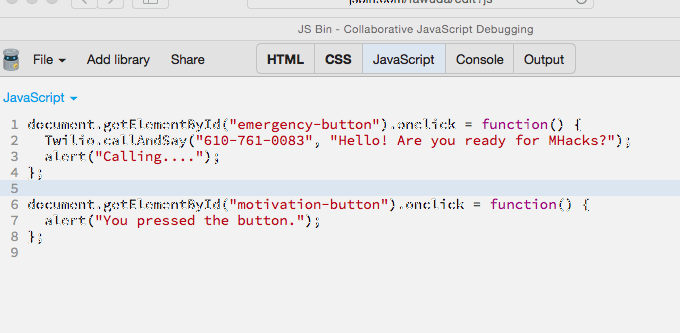 JS Bin - Collaborative JavaScript Debugging
File Add library Share HTML CSS JavaScript Console Output
JavaScript
1 document.getElementById("emergency-button").onclick = function() {
2 Twilio.callAndSay("610-761-0083", "Hello! Are you ready for MHacks?");
3 alert("Calling....");
4 };
5
6 document.getElementById("motivation-button").onclick = function() {
7 alert("You pressed the button.");
8 };
9